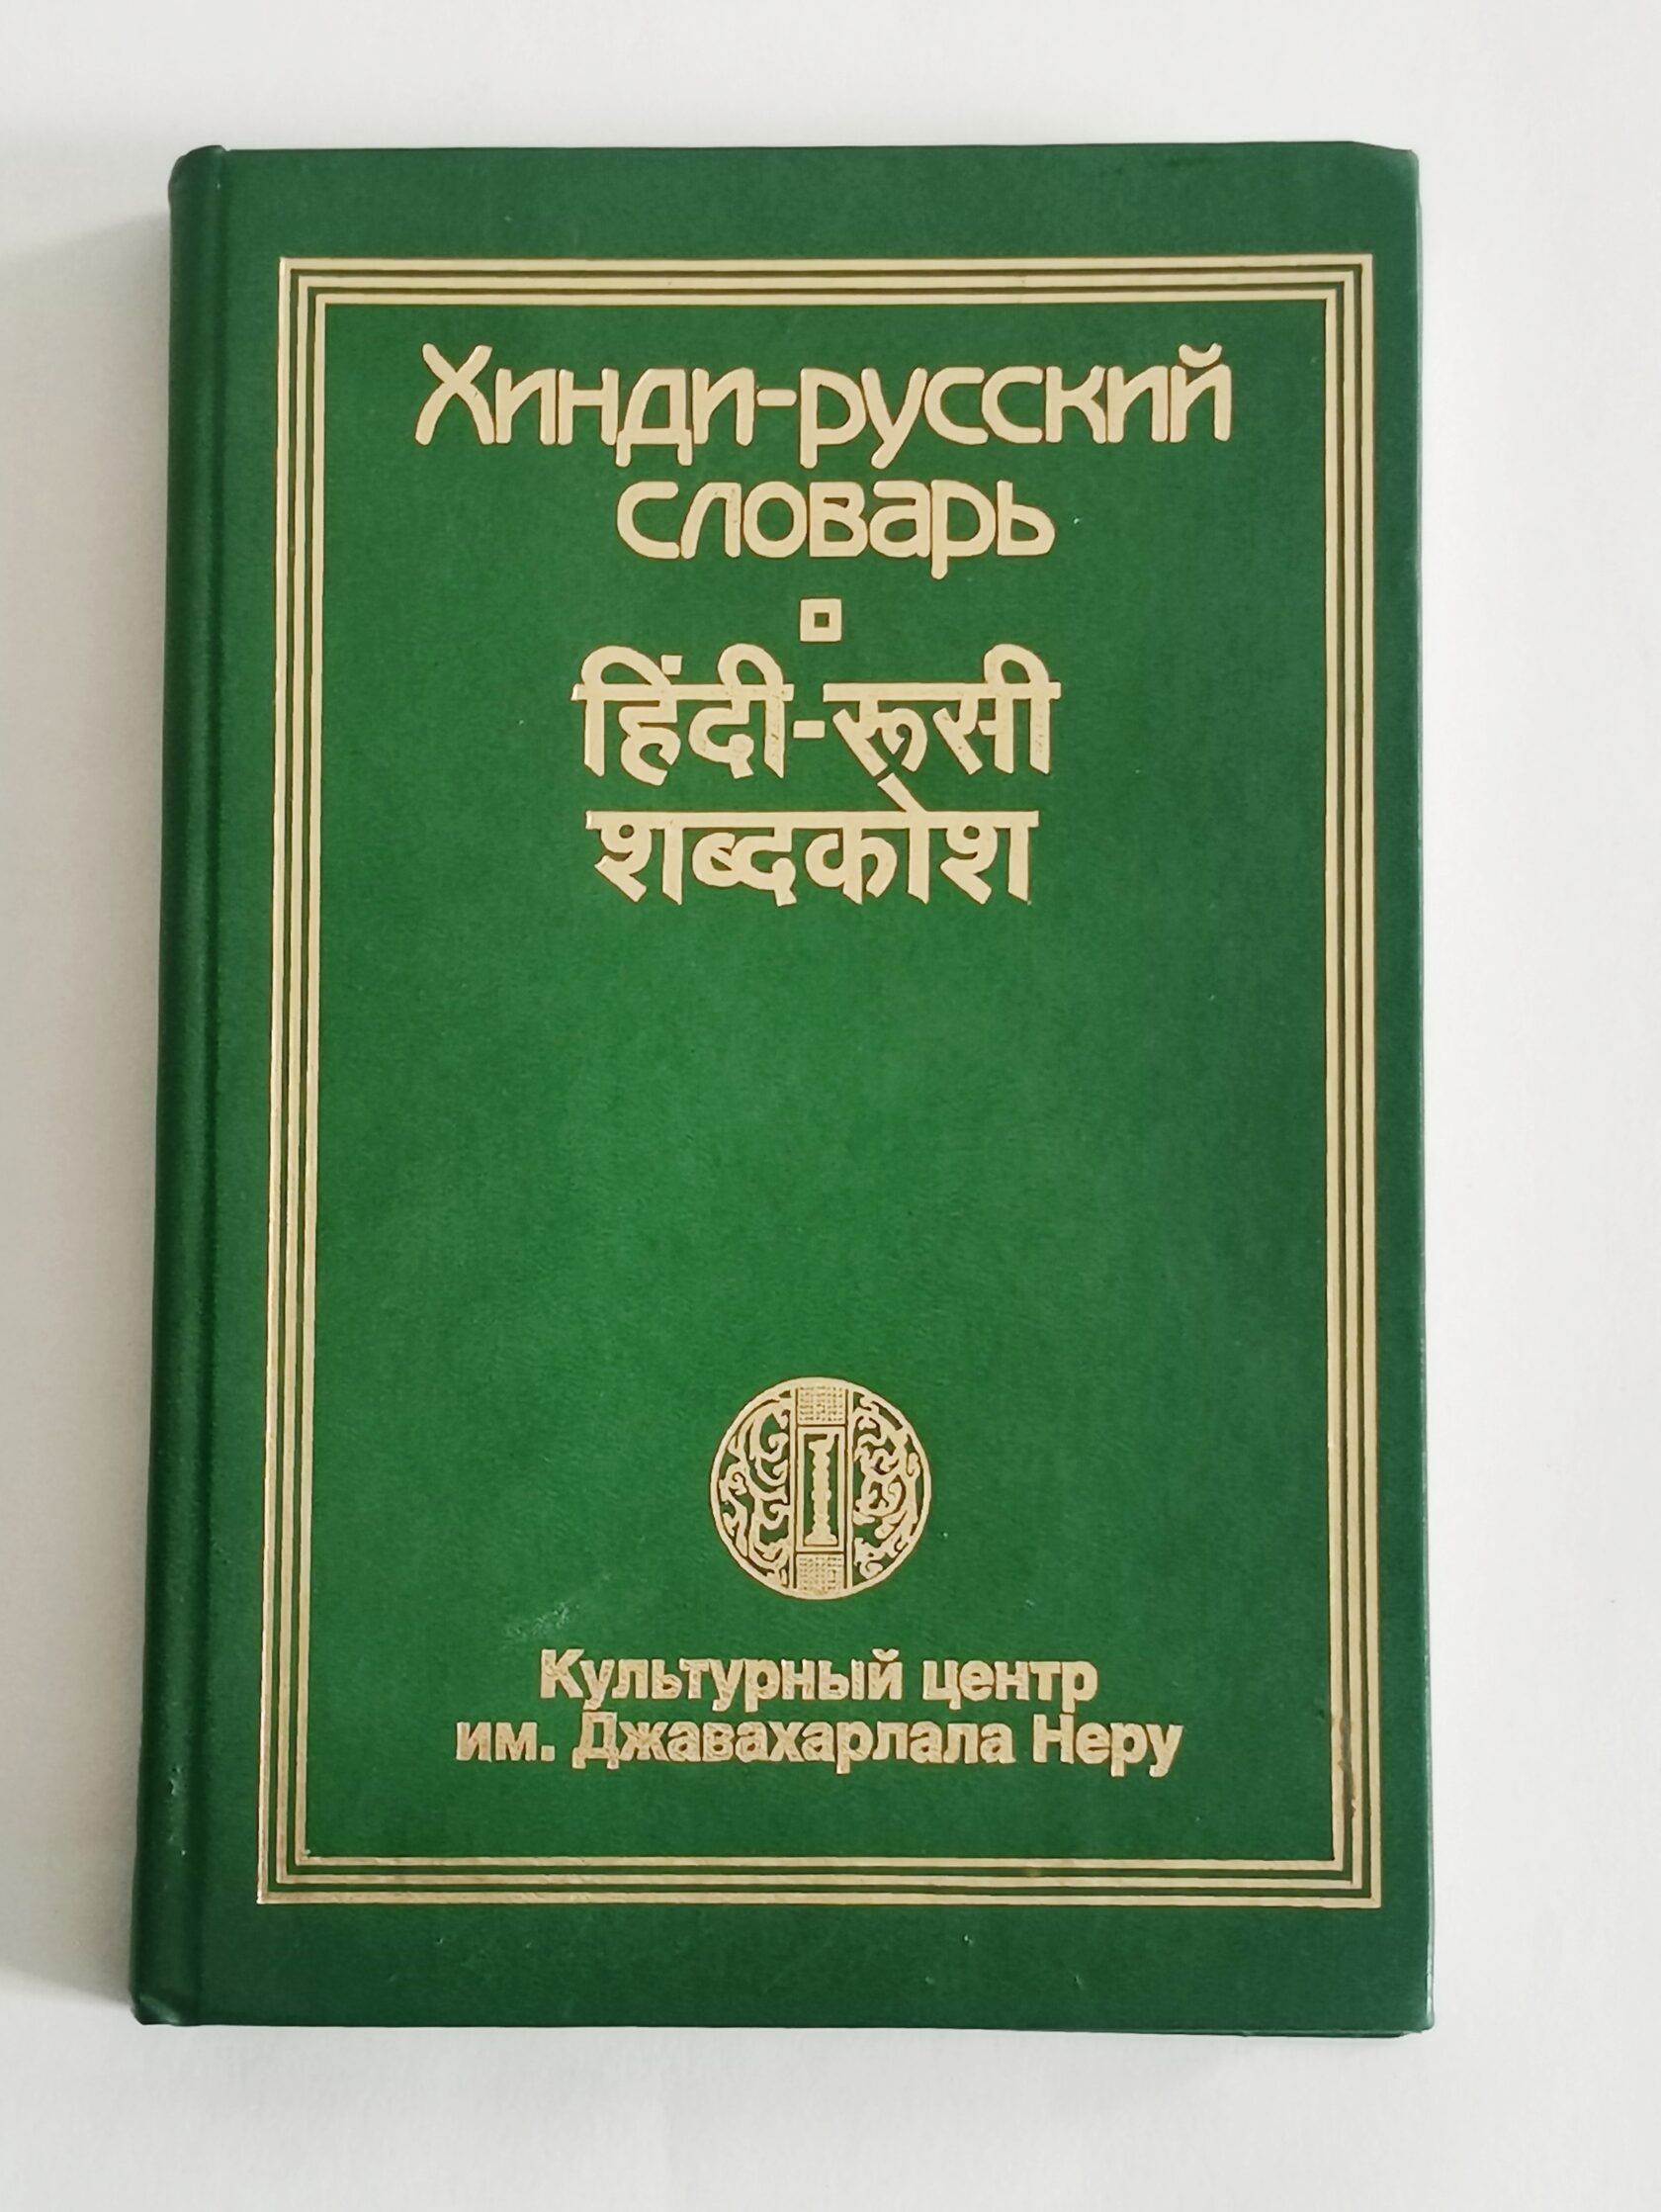 Хинди-русский
словарь
हिंदी-रूसी
शब्दकोश
Культурный центр
им. Джавахарлала Неру